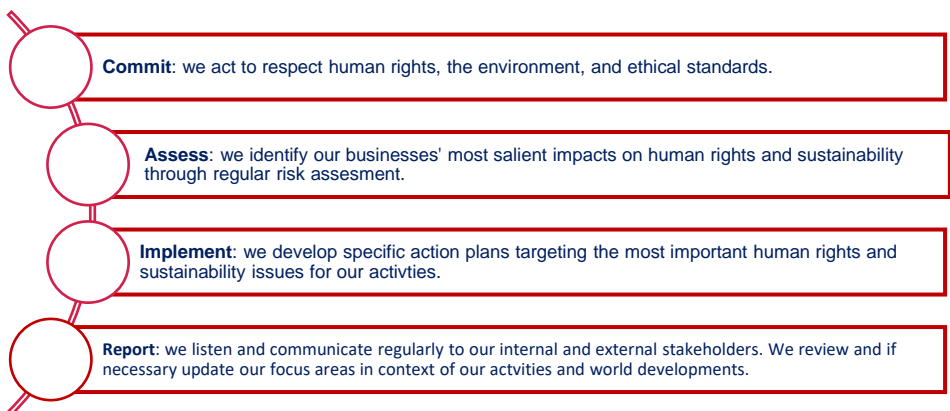 Commit: we act to respect human rights, the environment, and ethical standards.
Assess: we identify our businesses' most salient impacts on human rights and sustainability
through regular risk assesment.
Implement: we develop specific action plans targeting the most important human rights and
sustainability issues for our activties.
Report: we listen and communicate regularly to our internal and external stakeholders. We review and if
necessary update our focus areas in context of our actvities and world developments.